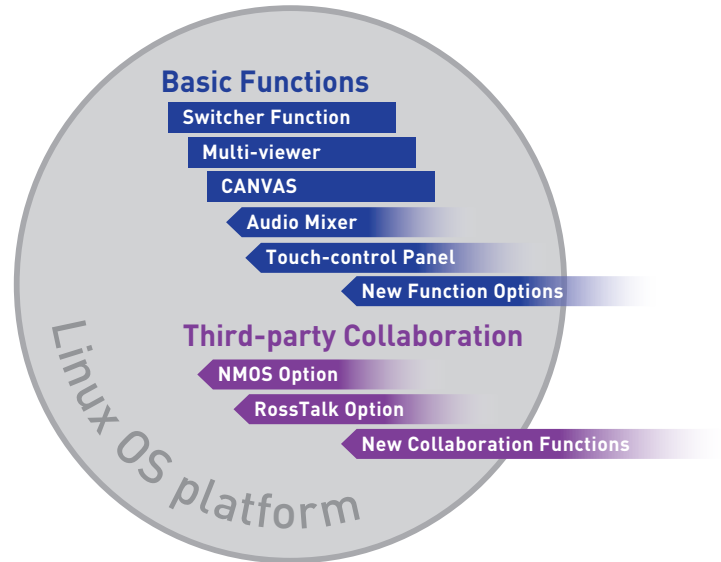 Basic Functions
Switcher Function
Multi-viewer
CANVAS
Audio Mixer
Touch-control Panel
New Function Options
Third-party Collaboration
NMOS Option
RossTalk Option
New Collaboration Functions
Linux OS platform